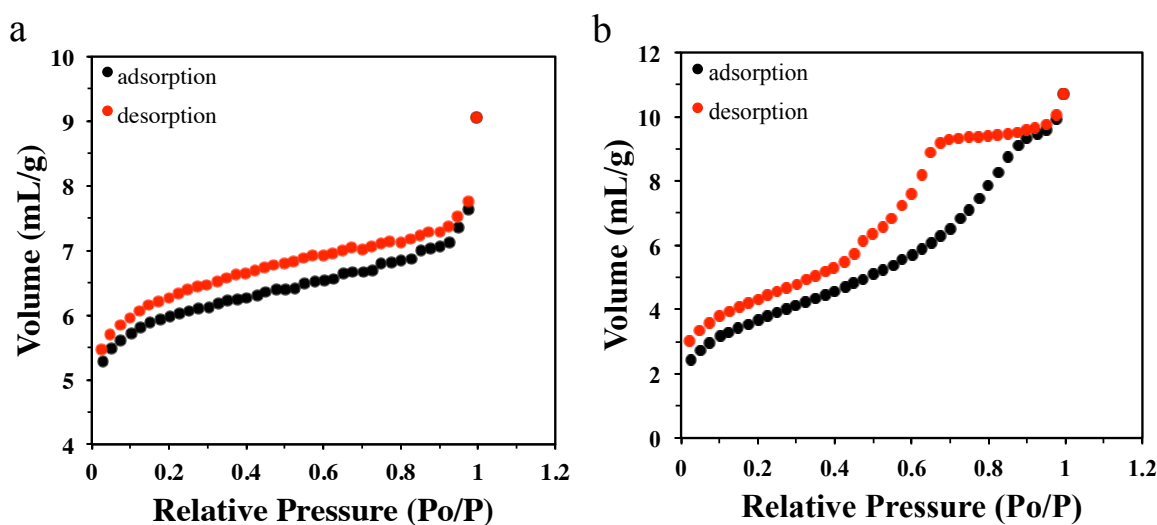 a
10
9
8
7
6
5
4
Volume (mL/g)
adsorption
desorption
0
0.2
0.4
0.6
0.8
1
1.2
Relative Pressure (Po/P)
b
12
10
8
6
4
2
0
Volume (mL/g)
adsorption
desorption
0
0.2
0.4
0.6
0.8
1
1.2
Relative Pressure (Po/P)